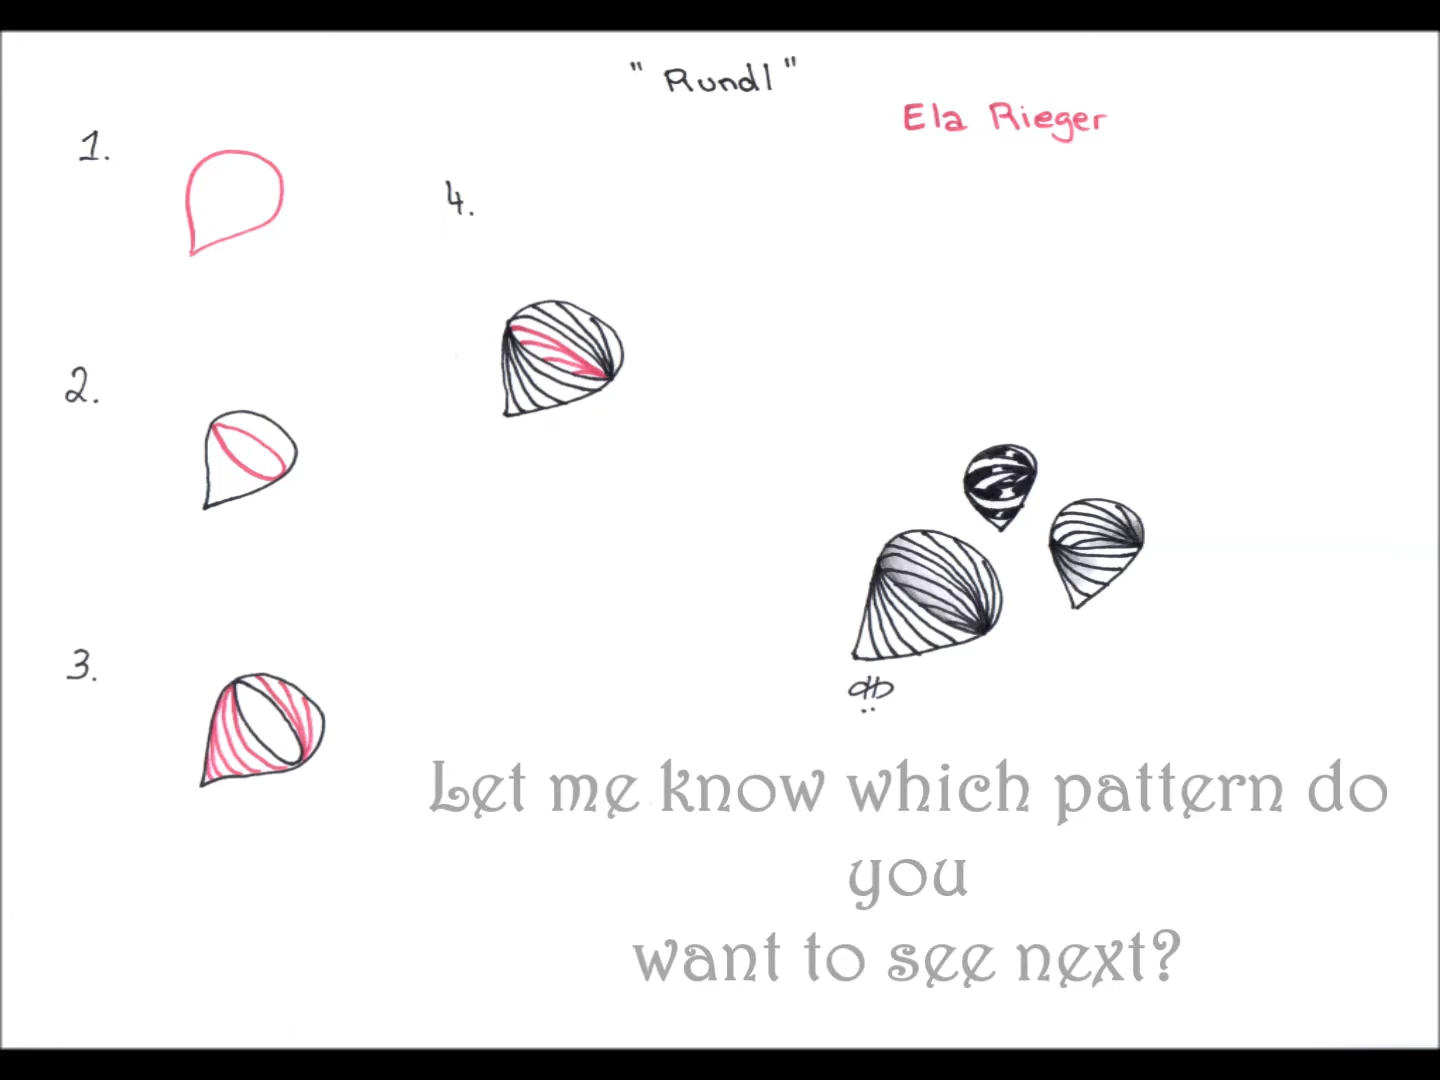 "Rundl"
Ela Rieger
1.
4.
2.
3.
Let me know which pattern do
you
want to see next?